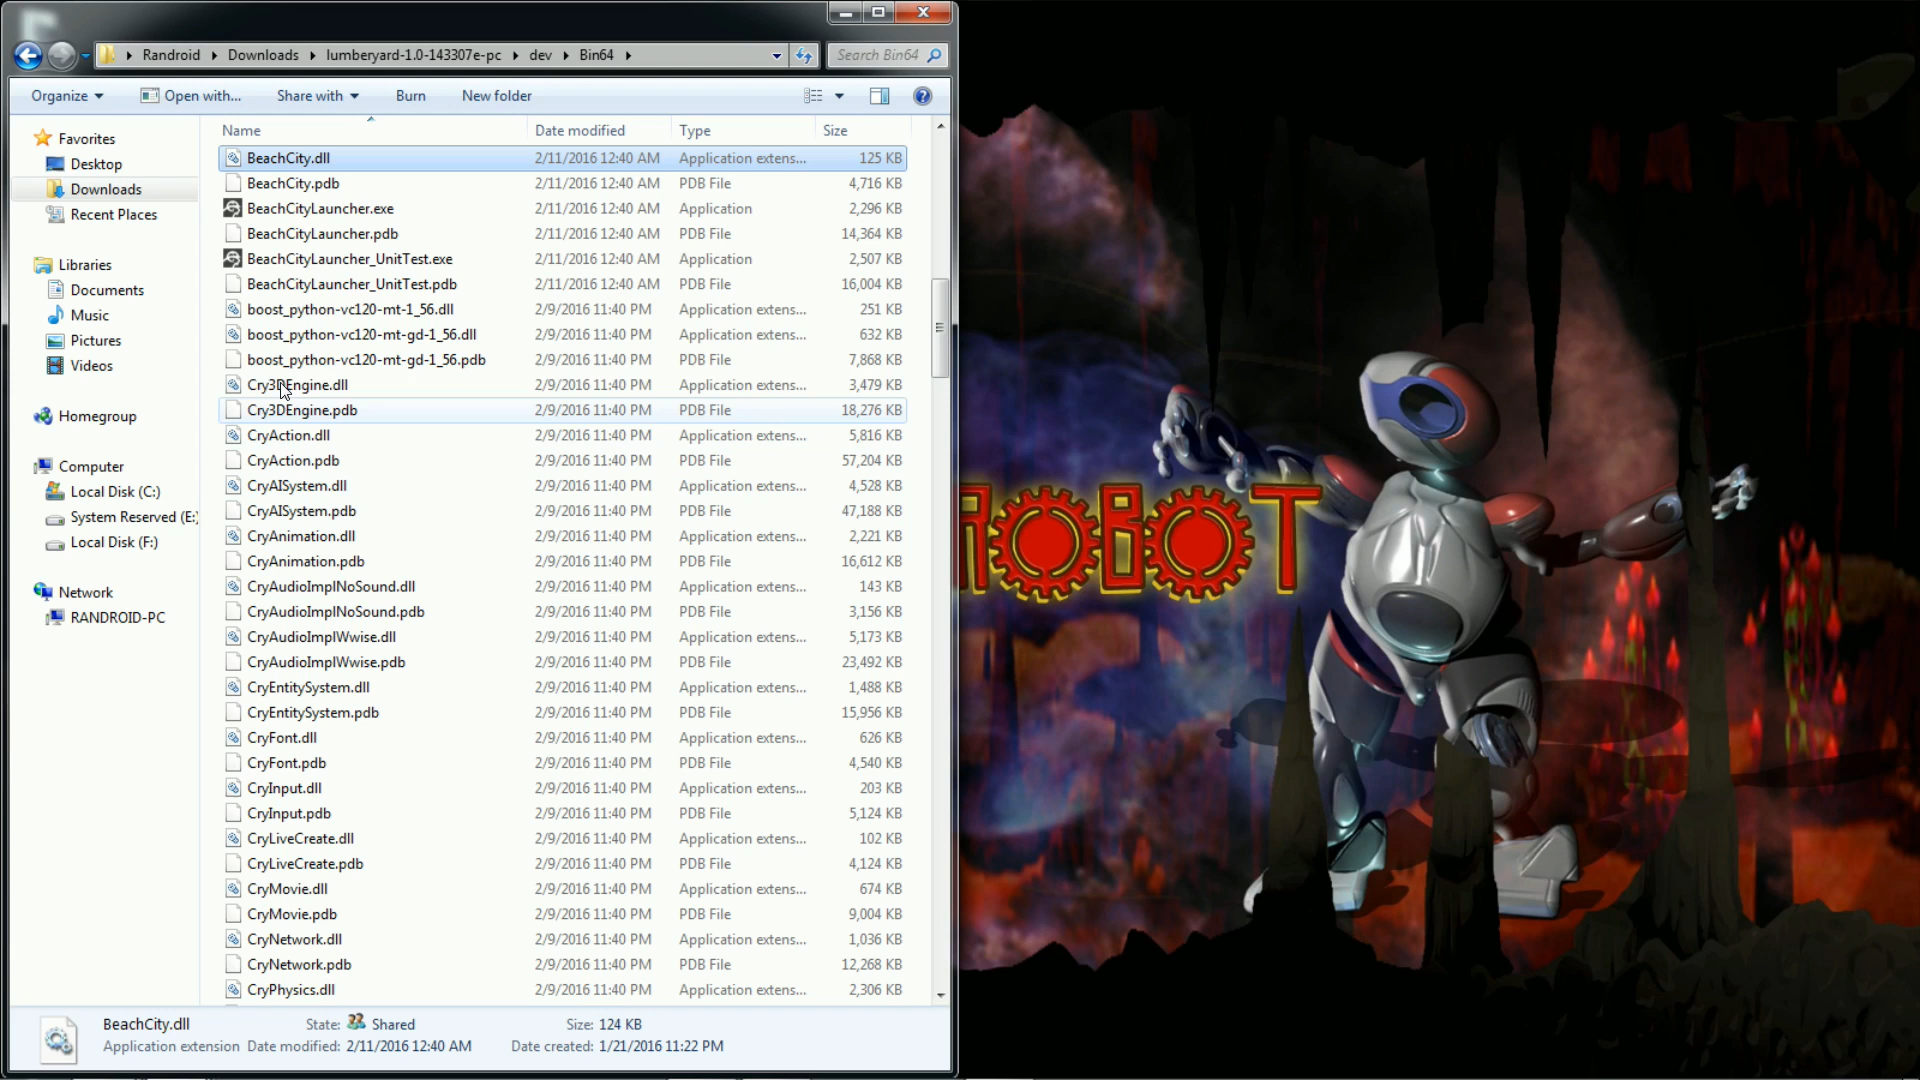 Randroid Downloads lumberyard-1.0-143307e-pc dev Bin64 Search Bin64
Organize Open with... Share with Burn New folder
Name Date modified Type Size
Favorites
Desktop
Downloads
Recent Places
Libraries
Documents
Music
Pictures
Videos
Homegroup
Computer
Local Disk (C:)
System Reserved (E:)
Local Disk (F:)
Network
RANDROID-PC
BeachCity.dll 2/11/2016 12:40 AM Application extens... 125 KB
BeachCity.pdb 2/11/2016 12:40 AM PDB File 4,716 KB
BeachCityLauncher.exe 2/11/2016 12:40 AM Application 2,296 KB
BeachCityLauncher.pdb 2/11/2016 12:40 AM PDB File 14,364 KB
BeachCityLauncher_UnitTest.exe 2/11/2016 12:40 AM Application 2,507 KB
BeachCityLauncher_UnitTest.pdb 2/11/2016 12:40 AM PDB File 16,004 KB
boost_python-vc120-mt-1_56.dll 2/9/2016 11:40 PM Application extens... 251 KB
boost_python-vc120-mt-gd-1_56.dll 2/9/2016 11:40 PM Application extens... 632 KB
boost_python-vc120-mt-gd-1_56.pdb 2/9/2016 11:40 PM PDB File 7,868 KB
Cry3DEngine.dll 2/9/2016 11:40 PM Application extens... 3,479 KB
Cry3DEngine.pdb 2/9/2016 11:40 PM PDB File 18,276 KB
CryAction.dll 2/9/2016 11:40 PM Application extens... 5,816 KB
CryAction.pdb 2/9/2016 11:40 PM PDB File 57,204 KB
CryAISystem.dll 2/9/2016 11:40 PM Application extens... 4,528 KB
CryAISystem.pdb 2/9/2016 11:40 PM PDB File 47,188 KB
CryAnimation.dll 2/9/2016 11:40 PM Application extens... 2,221 KB
CryAnimation.pdb 2/9/2016 11:40 PM PDB File 16,612 KB
CryAudioImplNoSound.dll 2/9/2016 11:40 PM Application extens... 143 KB
CryAudioImplNoSound.pdb 2/9/2016 11:40 PM PDB File 3,156 KB
CryAudioImplWwise.dll 2/9/2016 11:40 PM Application extens... 5,173 KB
CryAudioImplWwise.pdb 2/9/2016 11:40 PM PDB File 23,492 KB
CryEntitySystem.dll 2/9/2016 11:40 PM Application extens... 1,488 KB
CryEntitySystem.pdb 2/9/2016 11:40 PM PDB File 15,956 KB
CryFont.dll 2/9/2016 11:40 PM Application extens... 626 KB
CryFont.pdb 2/9/2016 11:40 PM PDB File 4,540 KB
CryInput.dll 2/9/2016 11:40 PM Application extens... 203 KB
CryInput.pdb 2/9/2016 11:40 PM PDB File 5,124 KB
CryLiveCreate.dll 2/9/2016 11:40 PM Application extens... 102 KB
CryLiveCreate.pdb 2/9/2016 11:40 PM PDB File 4,124 KB
CryMovie.dll 2/9/2016 11:40 PM Application extens... 674 KB
CryMovie.pdb 2/9/2016 11:40 PM PDB File 9,004 KB
CryNetwork.dll 2/9/2016 11:40 PM Application extens... 1,036 KB
CryNetwork.pdb 2/9/2016 11:40 PM PDB File 12,268 KB
CryPhysics.dll 2/9/2016 11:40 PM Application extens... 2,306 KB
BeachCity.dll State: Shared Size: 124 KB
Application extension Date modified: 2/11/2016 12:40 AM Date created: 1/21/2016 11:22 PM
ROBOT